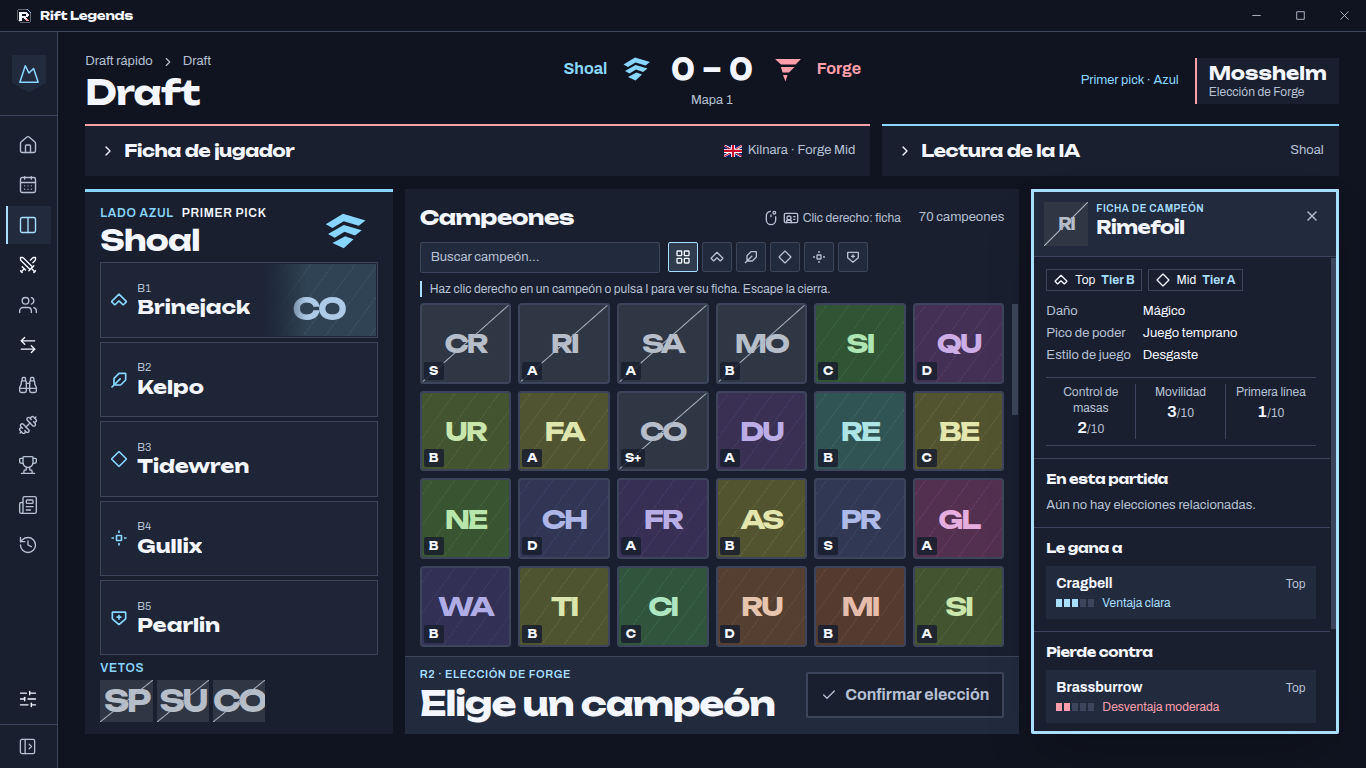 Rift Legends
Draft rápido > Draft
Draft
Shoal 0 – 0 Forge
Mapa 1
Primer pick · Azul
Mosshelm
Elección de Forge
Ficha de jugador
Kilnara · Forge Mid
Lectura de la IA
Shoal
LADO AZUL PRIMER PICK
Shoal
B1
Brinejack
CO
B2
Kelpo
B3
Tidewren
B4
Gullix
B5
Pearlin
VETOS
SP SU CO
Campeones
Clic derecho: ficha
70 campeones
Buscar campeón...
Haz clic derecho en un campeón o pulsa I para ver su ficha. Escape la cierra.
CR RI SA MO SI QU
S A A B C D
UR FA CO DU RE BE
B A S+ A B C
NE CH FR AS PR GL
B D A B S A
WA TI CI RU MI SI
B B C D B A
R2 · ELECCIÓN DE FORGE
Elige un campeón
Confirmar elección
RI
FICHA DE CAMPEÓN
Rimefoil
Top Tier B Mid Tier A
Daño Mágico
Pico de poder Juego temprano
Estilo de juego Desgaste
Control de masas
2/10
Movilidad
3/10
Primera línea
1/10
En esta partida
Aún no hay elecciones relacionadas.
Le gana a
Cragbell Top
Ventaja clara
Pierde contra
Brassburrow Top
Desventaja moderada